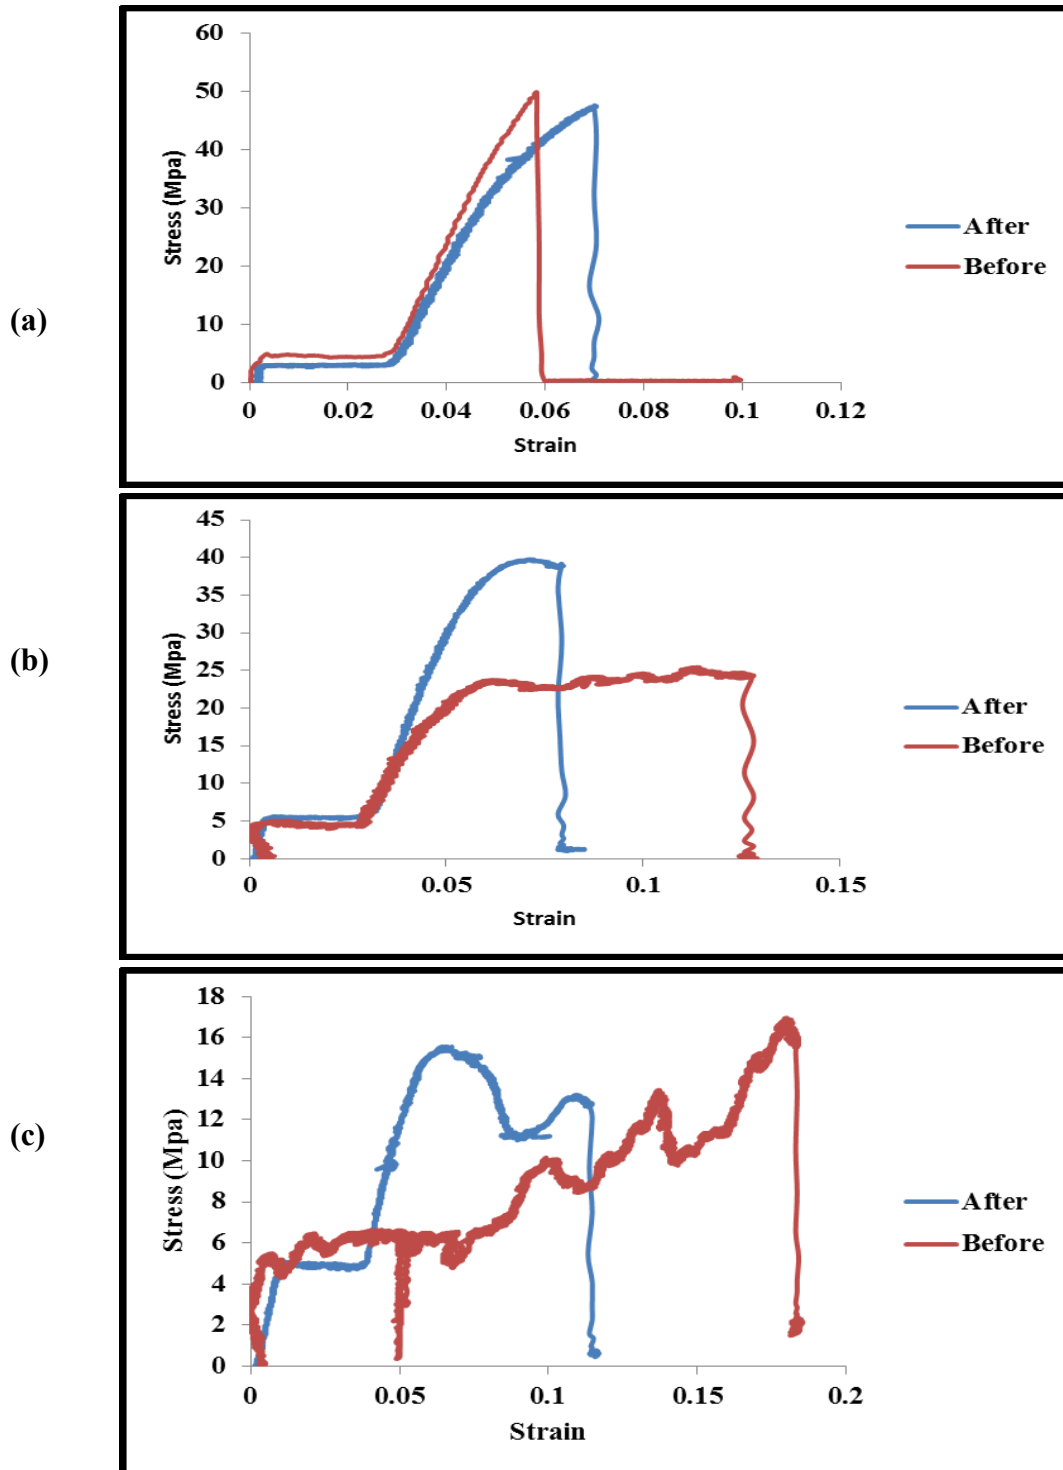 (a)
60
50
40
30
20
10
0
Stress (Mpa)
0 0.02 0.04 0.06 0.08 0.1 0.12
Strain
After
Before
(b)
45
40
35
30
25
20
15
10
5
0
Stress (Mpa)
0 0.05 0.1 0.15
Strain
After
Before
(c)
18
16
14
12
10
8
6
4
2
0
Stress (Mpa)
0 0.05 0.1 0.15 0.2
Strain
After
Before